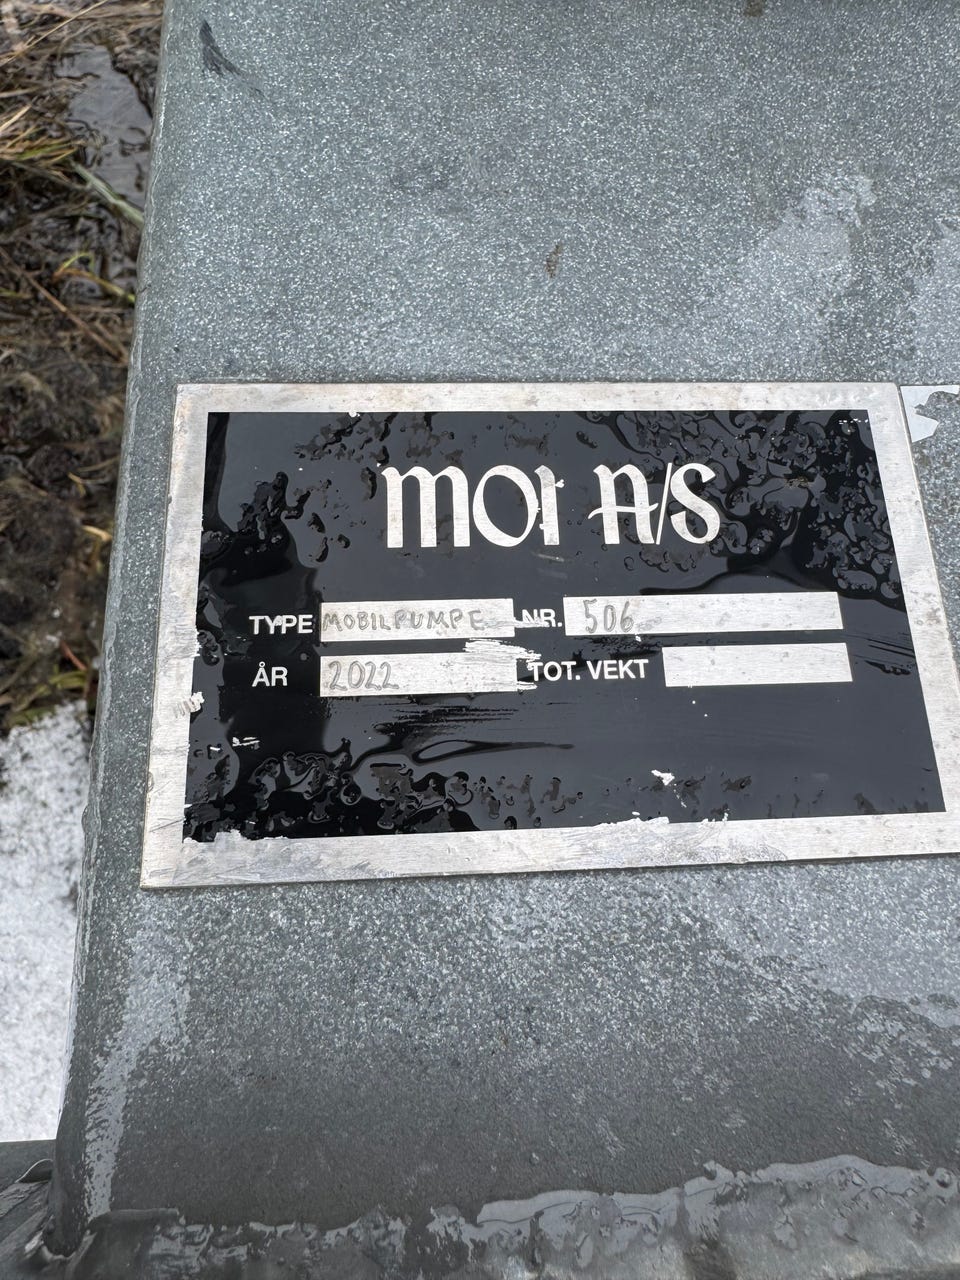 MOI A/S
TYPE MOBILPUMPE NR. 506
ÅR 2022 TOT. VEKT